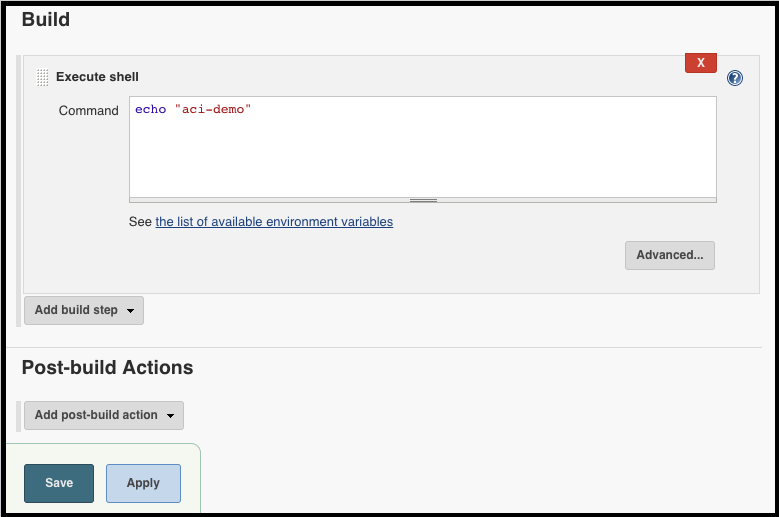 Build
X
Execute shell
?
Command echo "aci-demo"
See the list of available environment variables
Advanced...
Add build step
Post-build Actions
Add post-build action
Save Apply